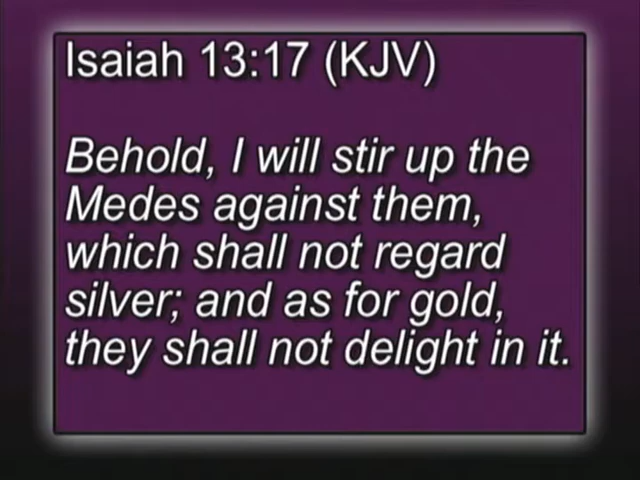 Isaiah 13:17 (KJV)
Behold, I will stir up the
Medes against them,
which shall not regard
silver; and as for gold,
they shall not delight in it.